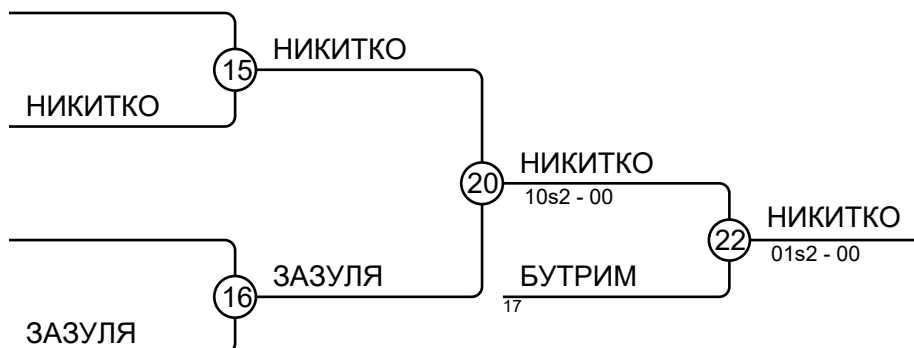 НИКИТКО
15
НИКИТКО
НИКИТКО
20
10s2 - 00
НИКИТКО
22
01s2 - 00
ЗАЗУЛЯ
БУТРИМ
16
17
ЗАЗУЛЯ